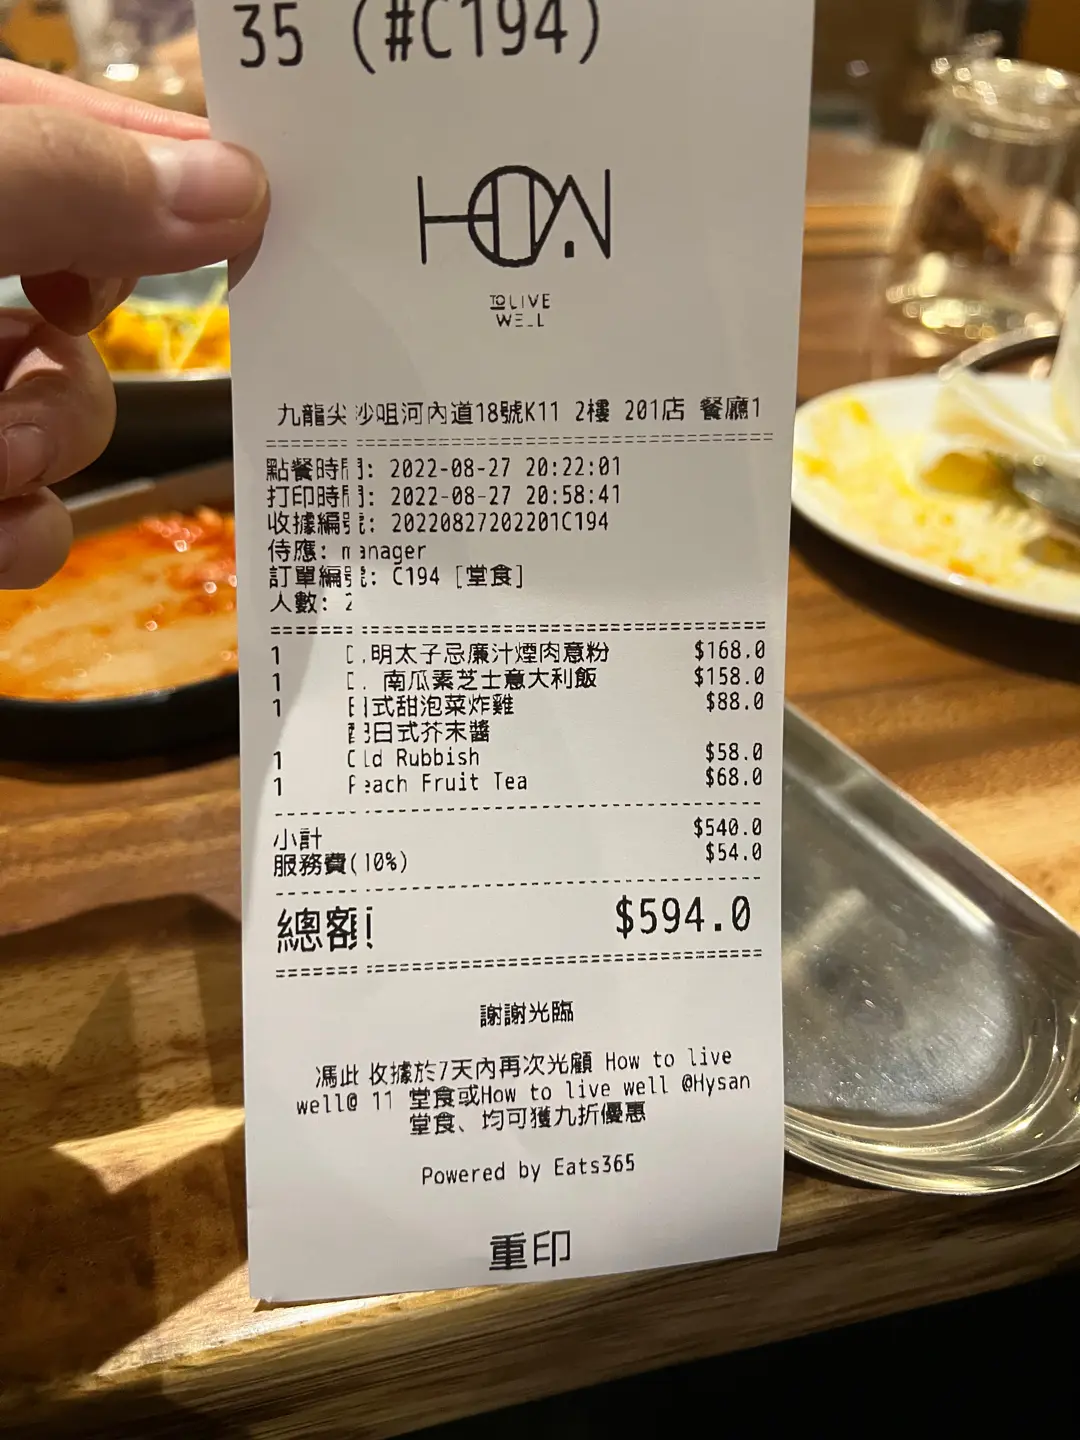 35 (#C194)
HOW
TO LIVE
WELL
九龍尖沙咀河內道18號K11 2樓 201店 餐廳1
點餐時間: 2022-08-27 20:22:01
打印時間: 2022-08-27 20:58:41
收據編號: 20220827202201C194
侍應: manager
訂單編號: C194 [堂食]
人數: 2
1 D.明太子忌廉汁煙肉意粉 $168.0
1 D. 南瓜素芝士意大利飯 $158.0
1 日式甜泡菜炸雞 $88.0
配日式芥末醬
1 Old Rubbish $58.0
1 Peach Fruit Tea $68.0
小計 $540.0
服務費(10%) $54.0
總額: $594.0
謝謝光臨
馮此收據於7天內再次光顧 How to live
well@ 11 堂食或How to live well @Hysan
堂食、均可獲九折優惠
Powered by Eats365
重印